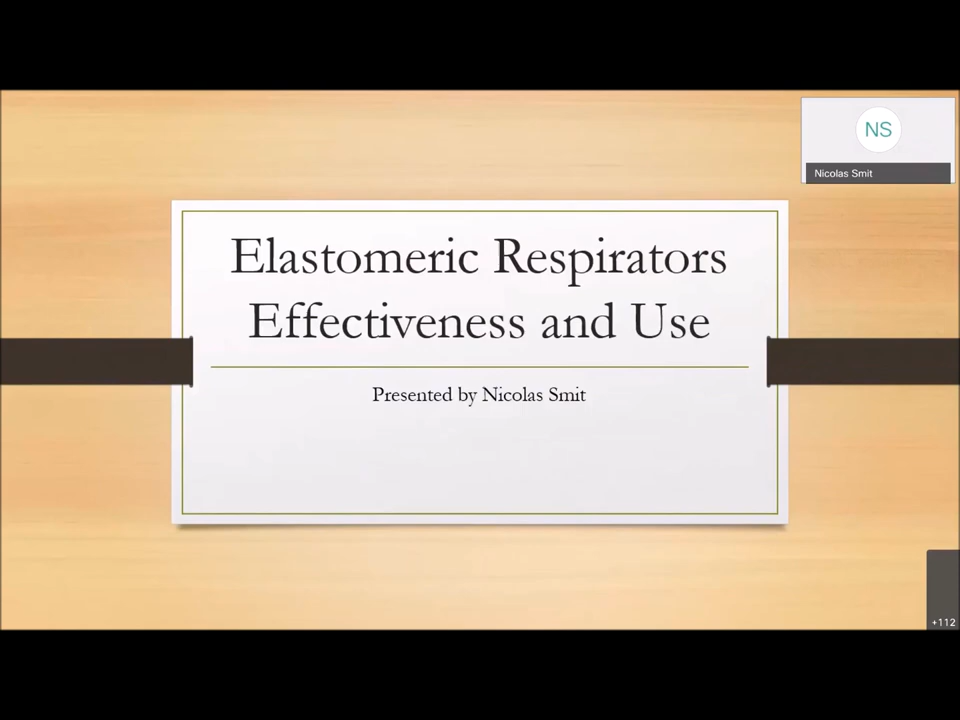 NS
Nicolas Smit
Elastomeric Respirators
Effectiveness and Use
Presented by Nicolas Smit
+112